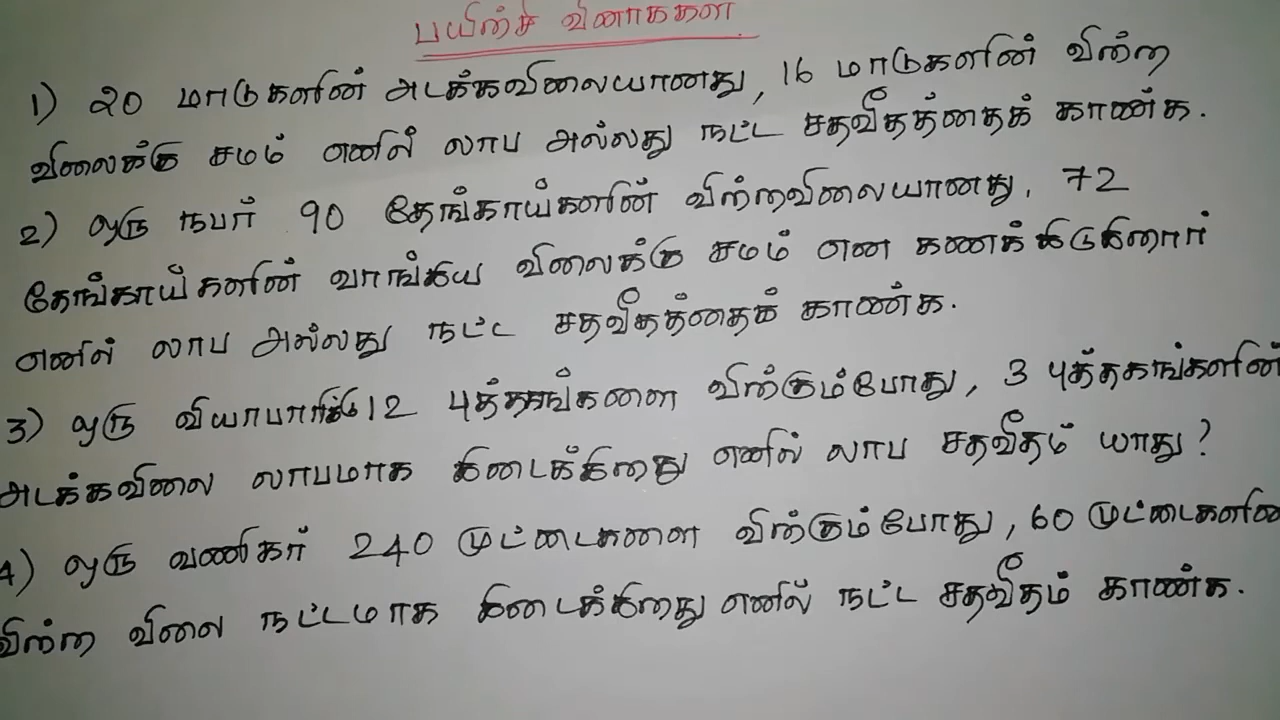 பயிற்சி வினாக்கள்
1) 20 மாடுகளின் அடக்கவிலையானது, 16 மாடுகளின் விற்ற
விலைக்கு சமம் எனில் லாப அல்லது நட்ட சதவீதத்தைக் காண்க.
2) ஒரு நபர் 90 தேங்காய்களின் விற்றவிலையானது, 72
தேங்காய்களின் வாங்கிய விலைக்கு சமம் என கணக்கிடுகிறார்
எனில் லாப அல்லது நட்ட சதவீதத்தைக் காண்க.
3) ஒரு வியாபாரிக்கு 12 புத்தகங்களை விற்கும்போது, 3 புத்தகங்களின்
அடக்கவிலை லாபமாக கிடைக்கிறது எனில் லாப சதவீதம் யாது?
4) ஒரு வணிகர் 240 முட்டைகளை விற்கும்போது, 60 முட்டைகளின்
விற்ற விலை நட்டமாக கிடைக்கிறது எனில் நட்ட சதவீதம் காண்க.